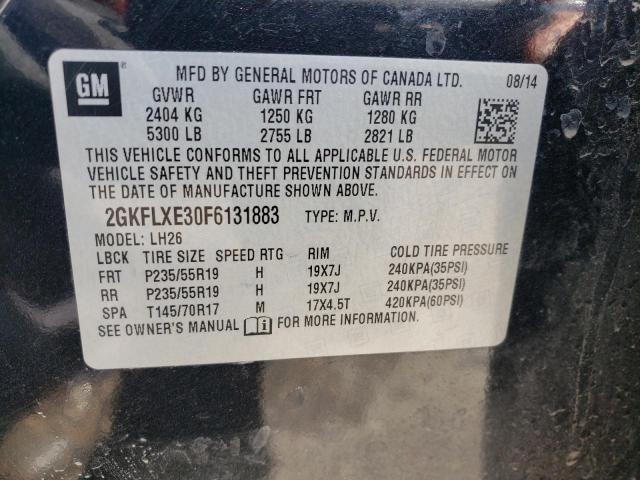 GM ® MFD BY GENERAL MOTORS OF CANADA LTD. 08/14
GVWR GAWR FRT GAWR RR
2404 KG 1250 KG 1280 KG
5300 LB 2755 LB 2821 LB
THIS VEHICLE CONFORMS TO ALL APPLICABLE U.S. FEDERAL MOTOR
VEHICLE SAFETY AND THEFT PREVENTION STANDARDS IN EFFECT ON
THE DATE OF MANUFACTURE SHOWN ABOVE.
2GKFLXE30F6131883 TYPE: M.P.V.
MODEL: LH26
LBCK TIRE SIZE SPEED RTG RIM COLD TIRE PRESSURE
FRT P235/55R19 H 19X7J 240KPA(35PSI)
RR P235/55R19 H 19X7J 240KPA(35PSI)
SPA T145/70R17 M 17X4.5T 420KPA(60PSI)
SEE OWNER'S MANUAL FOR MORE INFORMATION.